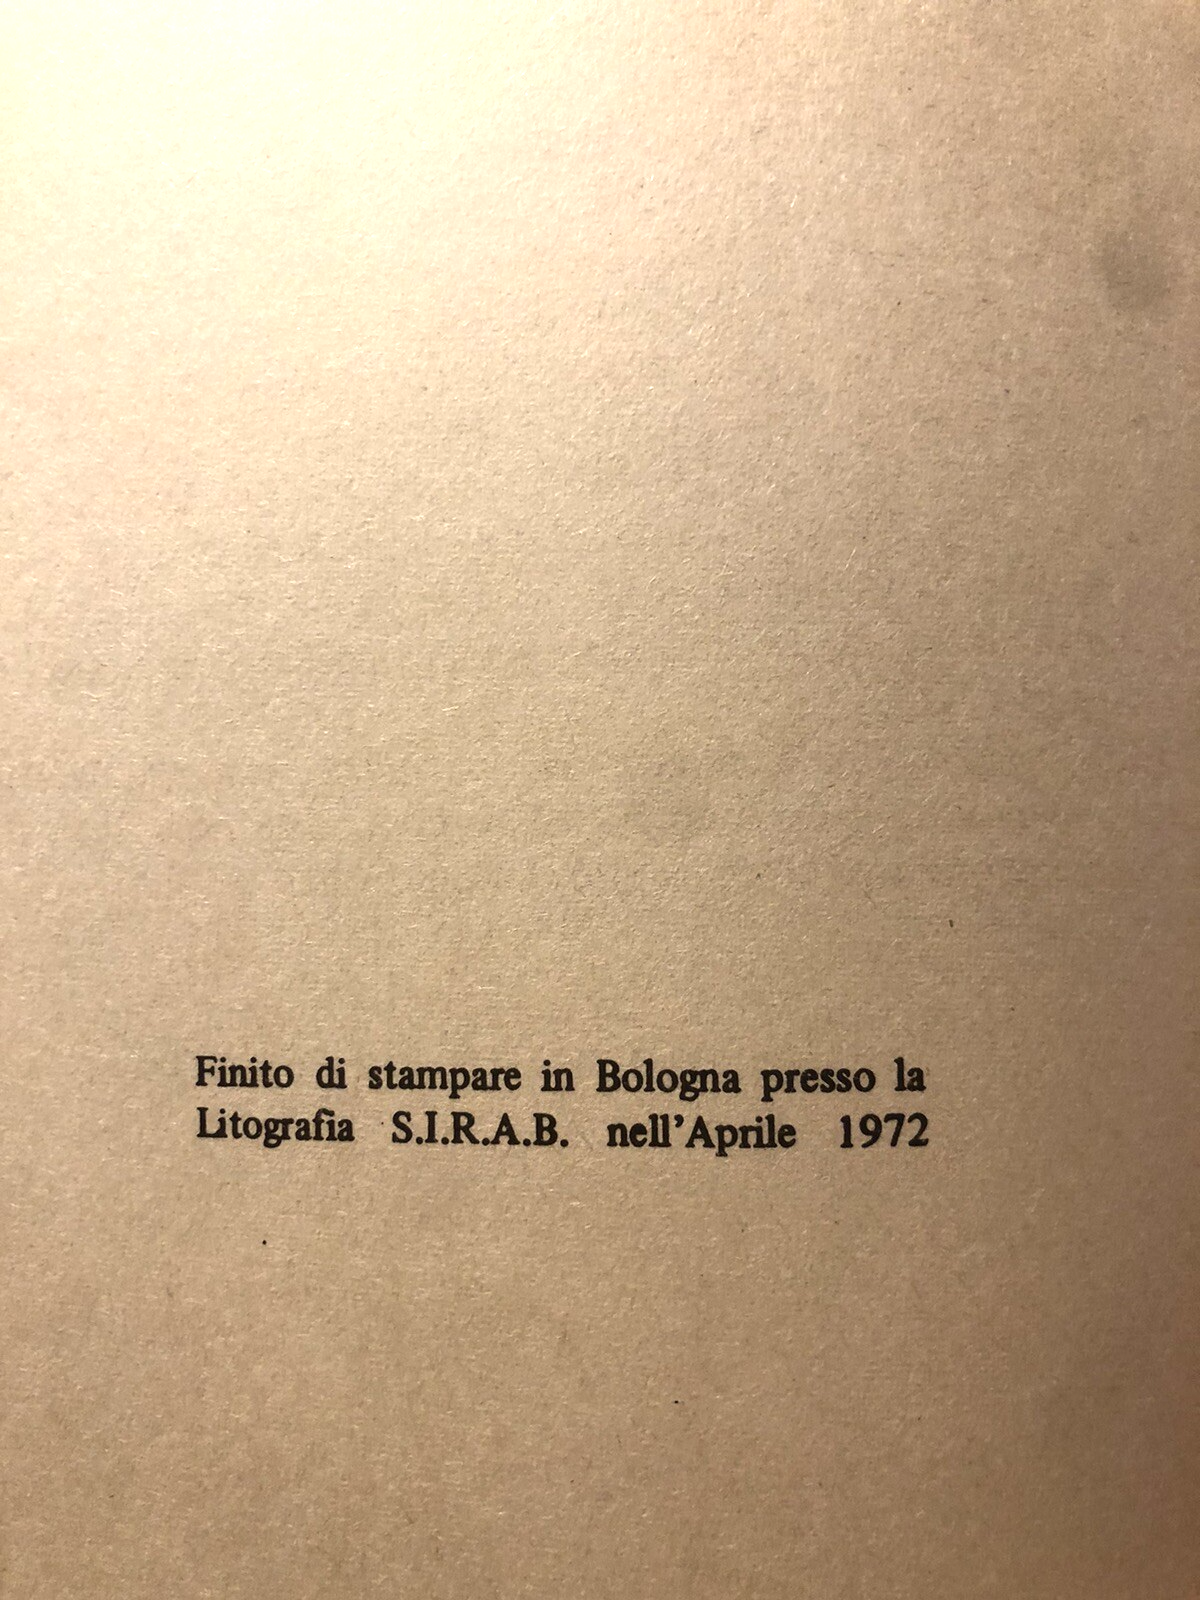 Finito di stampare in Bologna presso la
Litografia S.I.R.A.B. nell'Aprile 1972